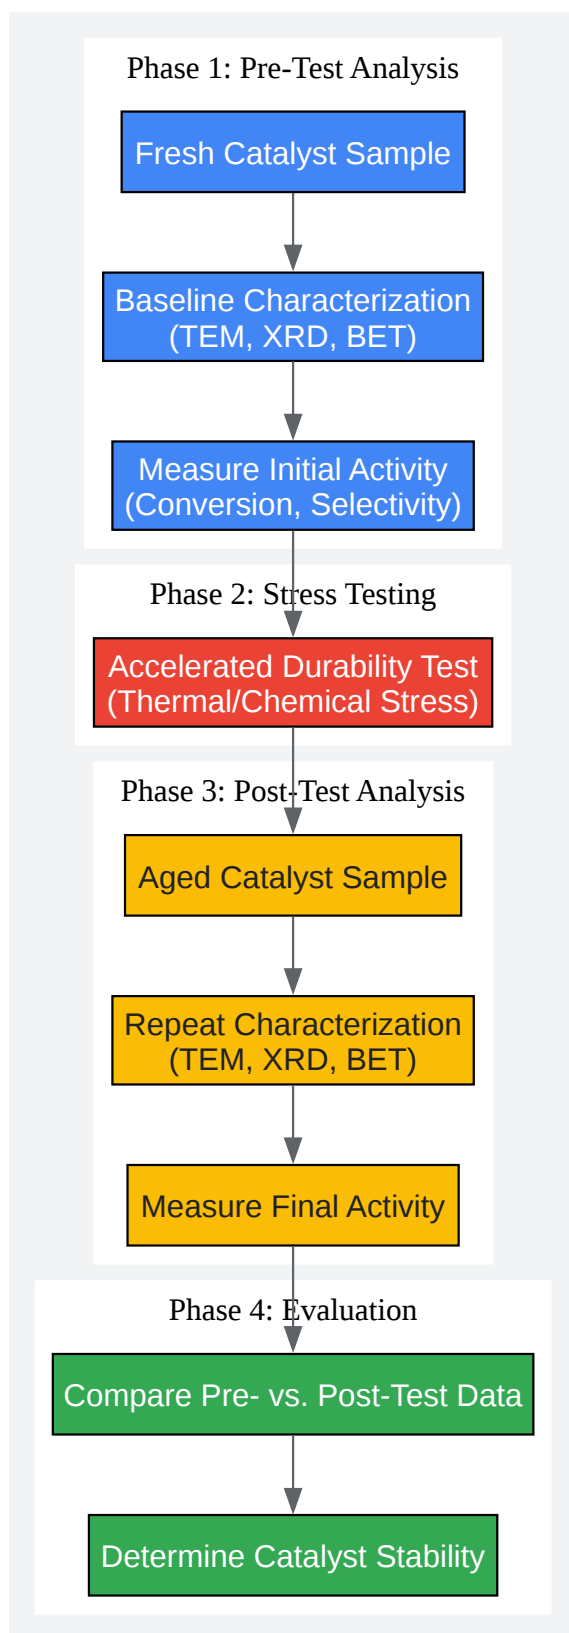 Phase 1: Pre-Test Analysis
Fresh Catalyst Sample
Baseline Characterization
(TEM, XRD, BET)
Measure Initial Activity
(Conversion, Selectivity)
Phase 2: Stress Testing
Accelerated Durability Test
(Thermal/Chemical Stress)
Phase 3: Post-Test Analysis
Aged Catalyst Sample
Repeat Characterization
(TEM, XRD, BET)
Measure Final Activity
Phase 4: Evaluation
Compare Pre- vs. Post-Test Data
Determine Catalyst Stability